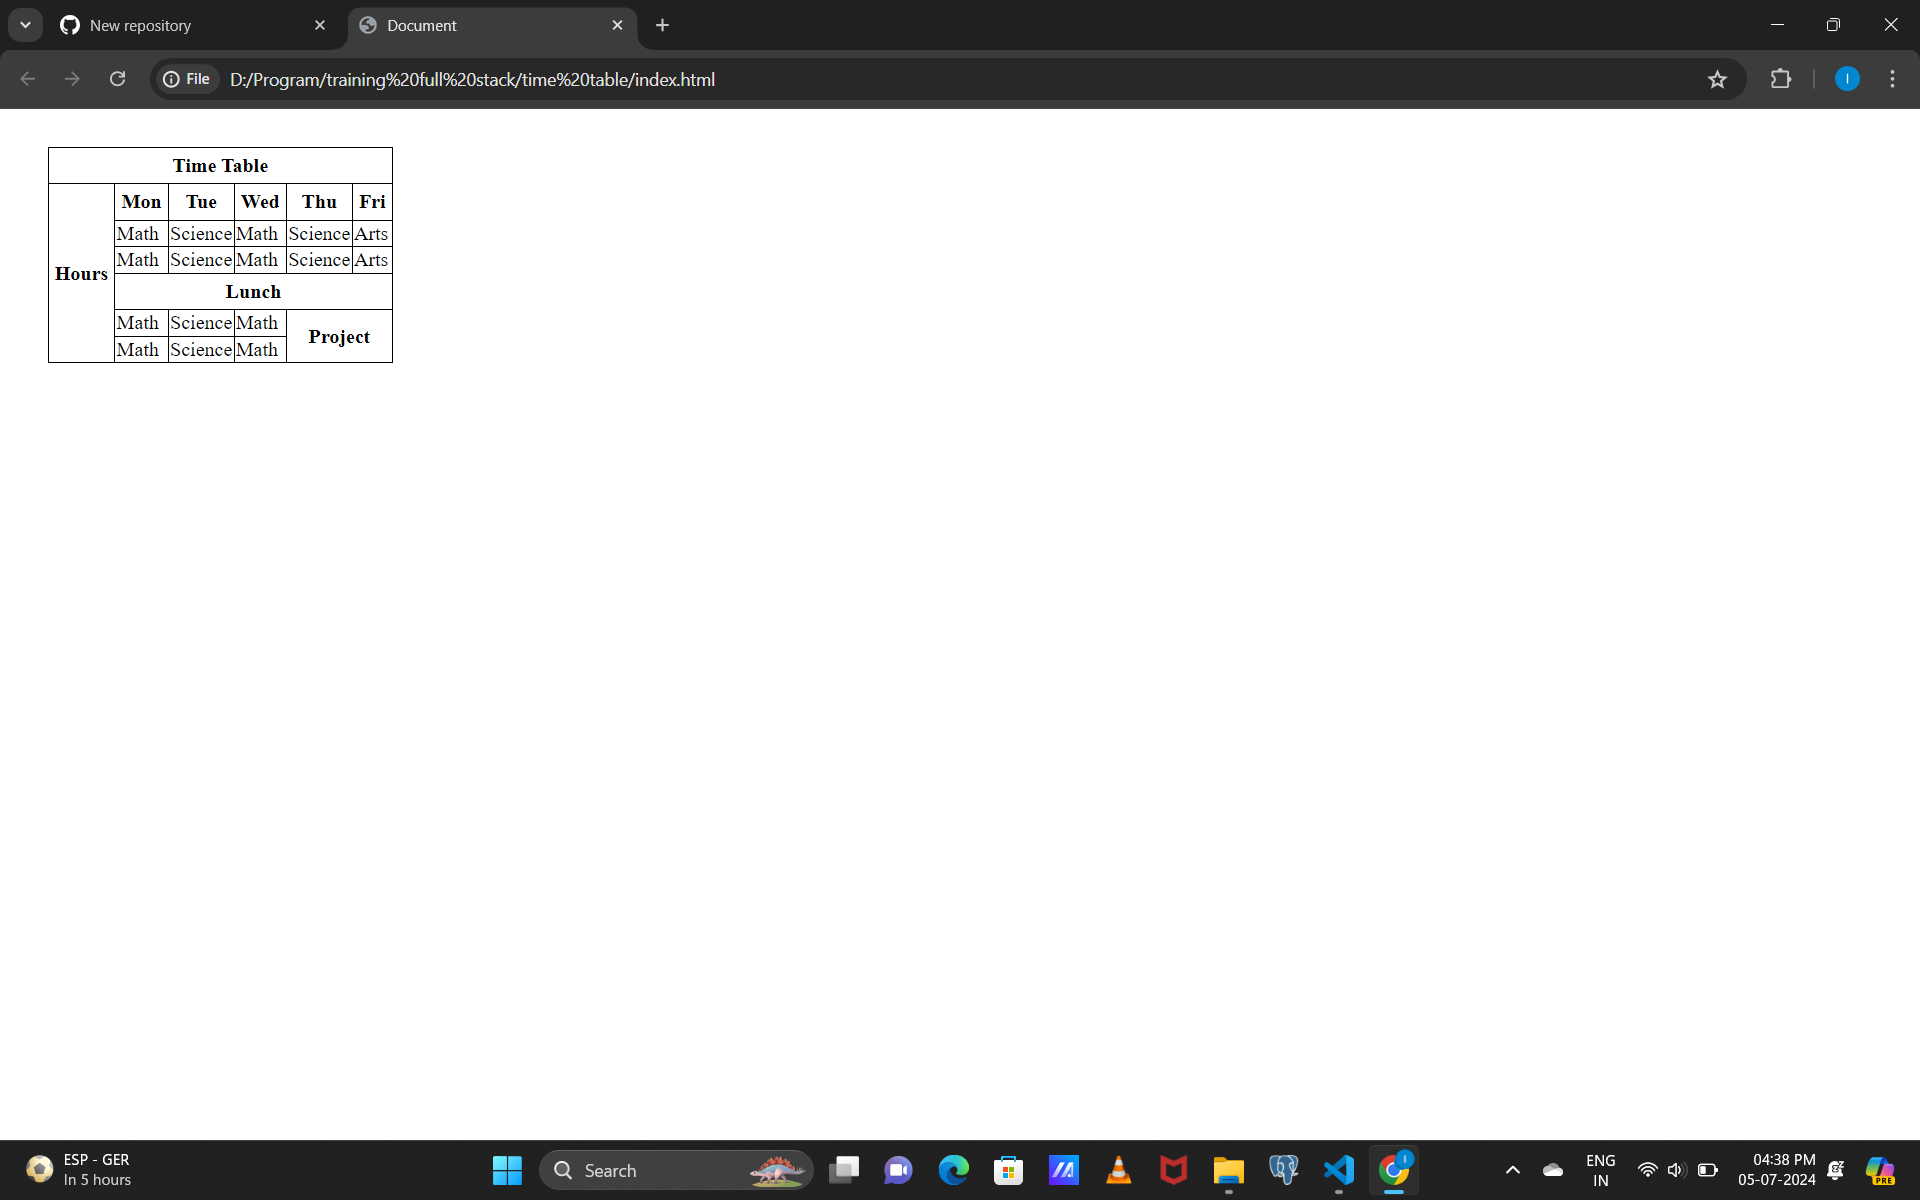 New repository
Document
File
D:/Program/training%20full%20stack/time%20table/index.html
I
Time Table
Hours Mon Tue Wed Thu Fri
Math Science Math Science Arts
Math Science Math Science Arts
Lunch
Math Science Math Project
Math Science Math
ESP - GER
In 5 hours
Search
I
ENG
IN
04:38 PM
05-07-2024
PRE